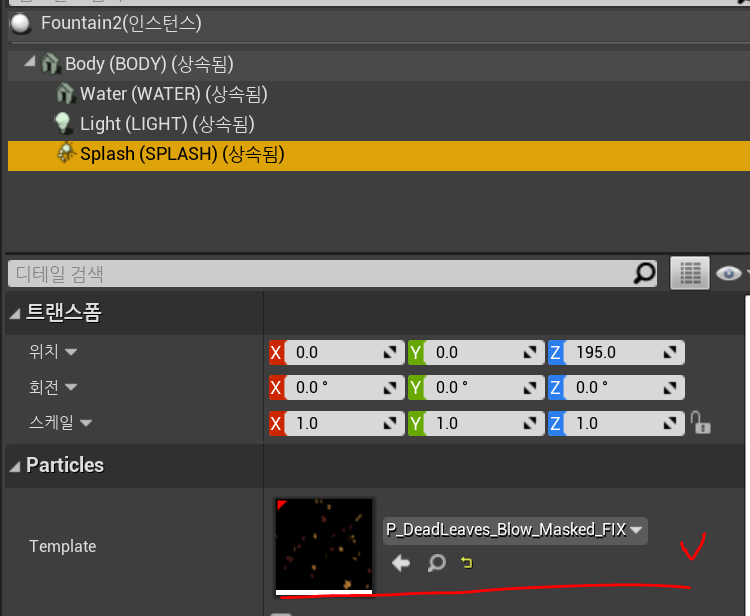 Fountain2(인스턴스)
Body (BODY) (상속됨)
Water (WATER) (상속됨)
Light (LIGHT) (상속됨)
Splash (SPLASH) (상속됨)
디테일 검색
트랜스폼
위치 X 0.0 Y 0.0 Z 195.0
회전 X 0.0 ° Y 0.0 ° Z 0.0 °
스케일 X 1.0 Y 1.0 Z 1.0
Particles
P_DeadLeaves_Blow_Masked_FIX
Template